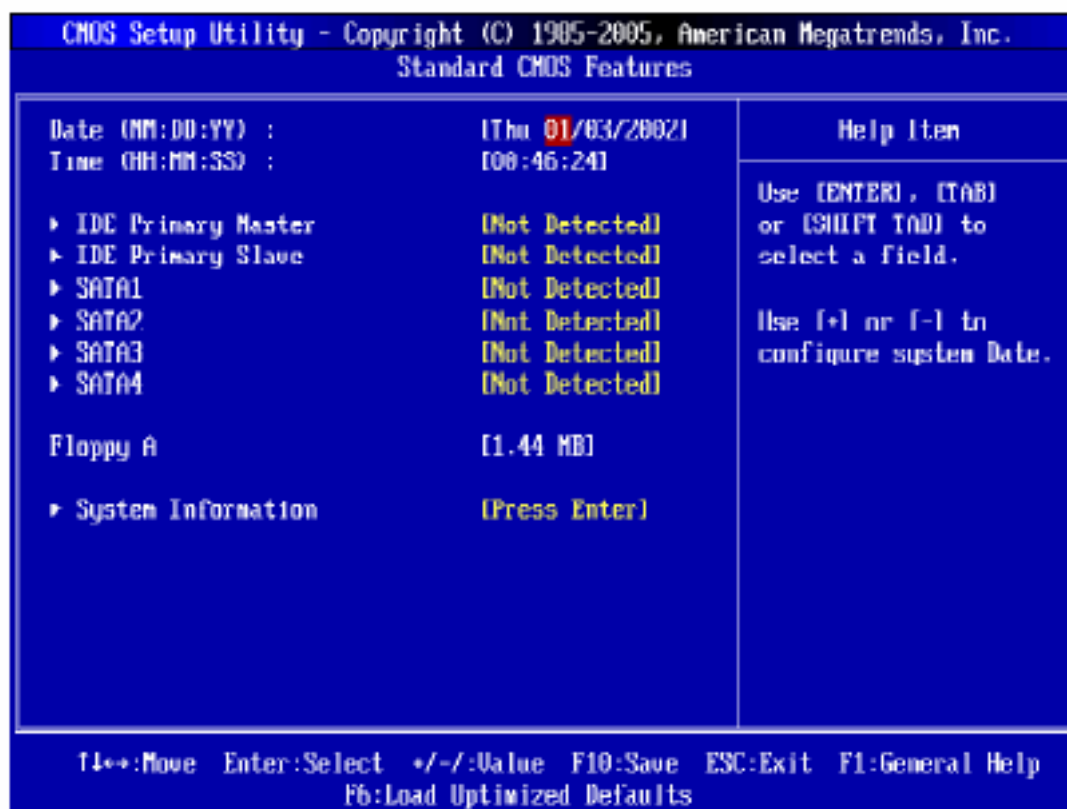 CMOS Setup Utility - Copyright (C) 1985-2005, American Megatrends, Inc.
Standard CMOS Features
Date (MM:DD:YY) : [Thu 01/03/2002]
Time (HH:MM:SS) : [00:46:24]
▶ IDE Primary Master [Not Detected]
▶ IDE Primary Slave [Not Detected]
▶ SATA1 [Not Detected]
▶ SATA2 [Not Detected]
▶ SATA3 [Not Detected]
▶ SATA4 [Not Detected]
Floppy A [1.44 MB]
▶ System Information [Press Enter]
Help Item
Use [ENTER], [TAB]
or [SHIFT TAB] to
select a field.
Use [+] or [-] to
configure system Date.
↑↓←→:Move Enter:Select +/-/:Value F10:Save ESC:Exit F1:General Help
F6:Load Optimized Defaults